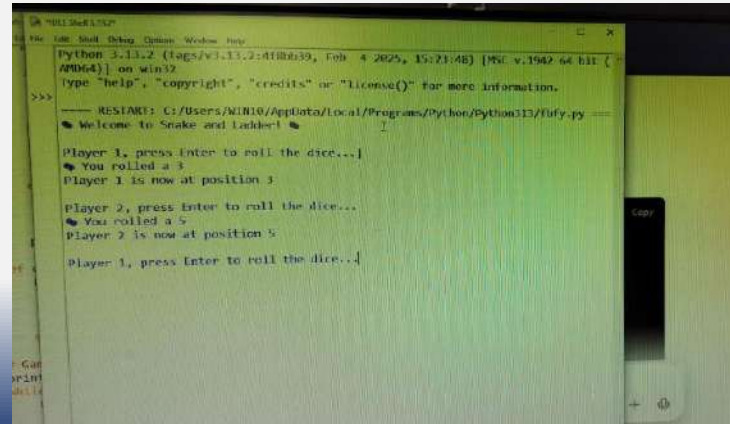 *IDLE Shell 3.13.2*
File Edit Shell Debug Options Window Help
Python 3.13.2 (tags/v3.13.2:4f8bb39, Feb 4 2025, 15:23:48) [MSC v.1942 64 bit (
AMD64)] on win32
Type "help", "copyright", "credits" or "license()" for more information.
>>>
==== RESTART: C:/Users/WIN10/AppData/Local/Programs/Python/Python313/fufy.py ===
Welcome to Snake and Ladder!
Player 1, press Enter to roll the dice...]
You rolled a 3
Player 1 is now at position 3
Player 2, press Enter to roll the dice...
You rolled a 5
Player 2 is now at position 5
Player 1, press Enter to roll the dice...
Copy